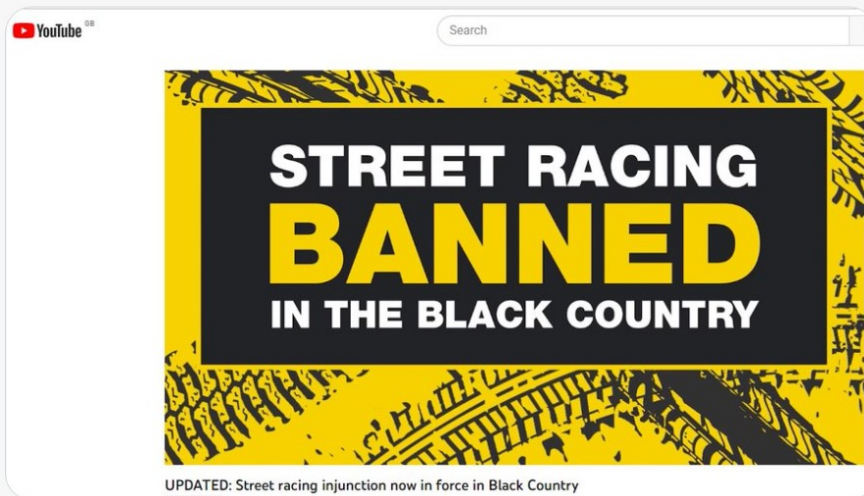 YouTube GB
Search
STREET RACING
BANNED
IN THE BLACK COUNTRY
UPDATED: Street racing injunction now in force in Black Country